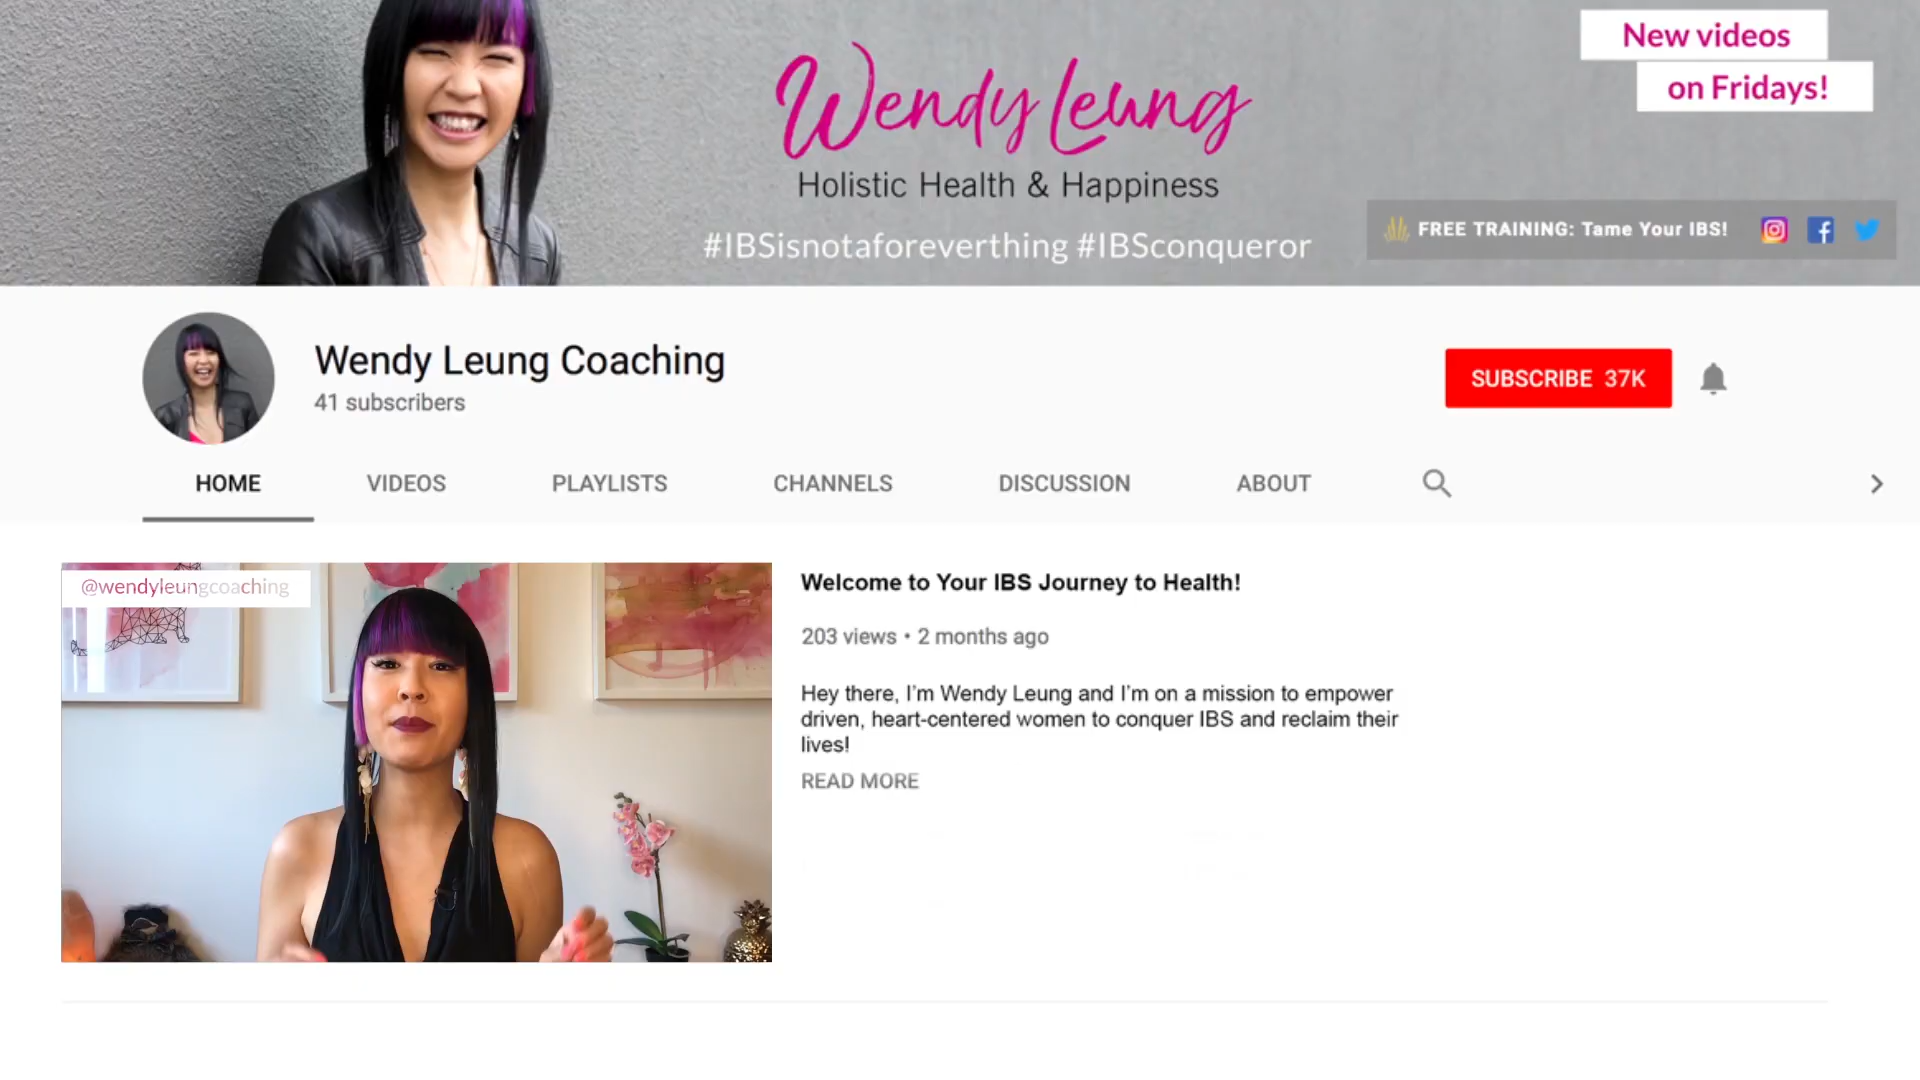 New videos
on Fridays!
Wendy Leung
Holistic Health & Happiness
#IBSisnotaforeverthing #IBSconqueror
FREE TRAINING: Tame Your IBS!
Wendy Leung Coaching
41 subscribers
SUBSCRIBE 37K
HOME VIDEOS PLAYLISTS CHANNELS DISCUSSION ABOUT
@wendyleungcoaching
Welcome to Your IBS Journey to Health!
203 views • 2 months ago
Hey there, I'm Wendy Leung and I'm on a mission to empower
driven, heart-centered women to conquer IBS and reclaim their
lives!
READ MORE